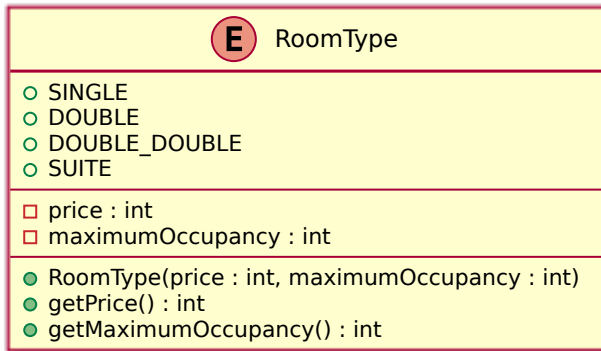 E RoomType
SINGLE
DOUBLE
DOUBLE_DOUBLE
SUITE
price : int
maximumOccupancy : int
RoomType(price : int, maximumOccupancy : int)
getPrice() : int
getMaximumOccupancy() : int